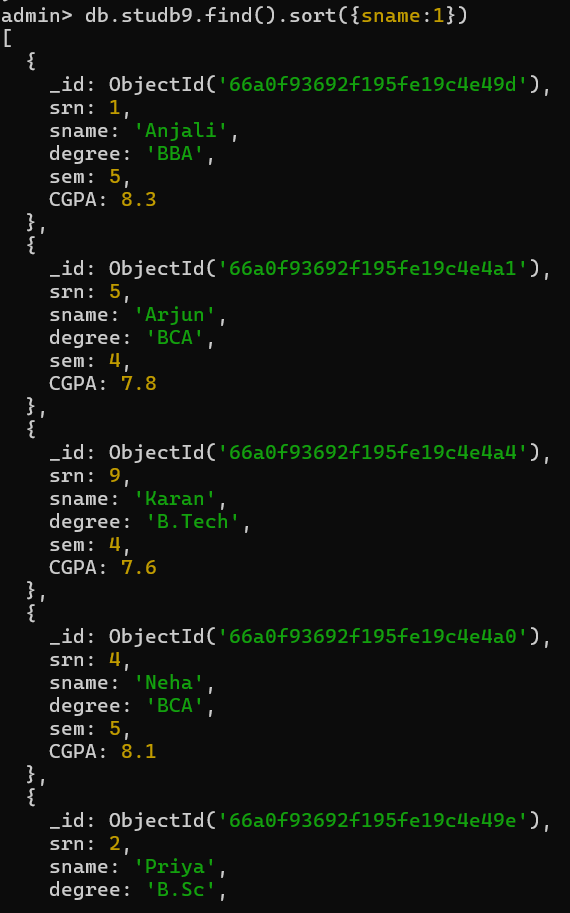 admin> db.studb9.find().sort({sname:1})
[
  {
    _id: ObjectId('66a0f93692f195fe19c4e49d'),
    srn: 1,
    sname: 'Anjali',
    degree: 'BBA',
    sem: 5,
    CGPA: 8.3
  },
  {
    _id: ObjectId('66a0f93692f195fe19c4e4a1'),
    srn: 5,
    sname: 'Arjun',
    degree: 'BCA',
    sem: 4,
    CGPA: 7.8
  },
  {
    _id: ObjectId('66a0f93692f195fe19c4e4a4'),
    srn: 9,
    sname: 'Karan',
    degree: 'B.Tech',
    sem: 4,
    CGPA: 7.6
  },
  {
    _id: ObjectId('66a0f93692f195fe19c4e4a0'),
    srn: 4,
    sname: 'Neha',
    degree: 'BCA',
    sem: 5,
    CGPA: 8.1
  },
  {
    _id: ObjectId('66a0f93692f195fe19c4e49e'),
    srn: 2,
    sname: 'Priya',
    degree: 'B.Sc',